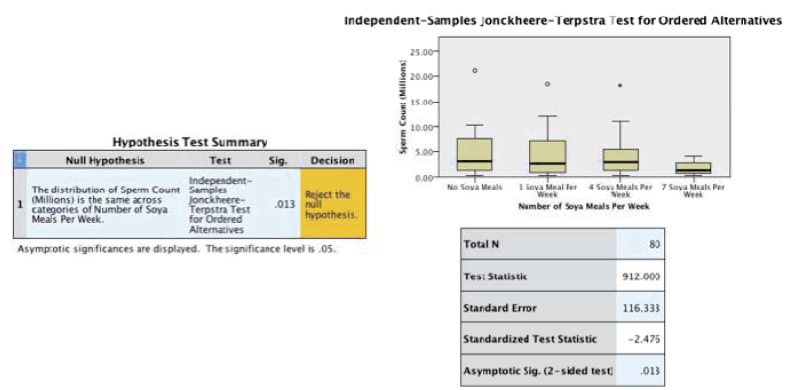 Independent-Samples Jonckheere-Terpstra Test for Ordered Alternatives
Sperm Count (Millions)
25.00
20.00
15.00
10.00
5.00
0.00
No Soya Meals
1 Soya Meal Per
Week
4 Soya Meals Per
Week
7 Soya Meals Per
Week
Number of Soya Meals Per Week
Hypothesis Test Summary
Null Hypothesis
Test
Sig.
Decision
1
The distribution of Sperm Count
(Millions) is the same across
categories of Number of Soya
Meals Per Week.
Independent-
Samples
Jonckheere-
Terpstra Test
for Ordered
Alternatives
.013
Reject the
null
hypothesis.
Asymptotic significances are displayed. The significance level is .05.
Total N
80
Test Statistic
912.000
Standard Error
116.333
Standardized Test Statistic
-2.476
Asymptotic Sig. (2-sided test)
.013